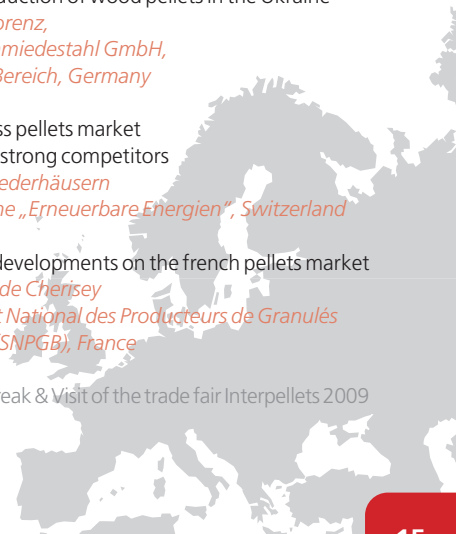 duction of wood pellets in the Ukraine
orenz,
miedestahl GmbH,
Bereich, Germany
ss pellets market
strong competitors
ederhäusern
ne „Erneuerbare Energien“, Switzerland
developments on the french pellets market
de Cherisey
t National des Producteurs de Granulés
(SNPGB), France
reak & Visit of the trade fair Interpellets 2009